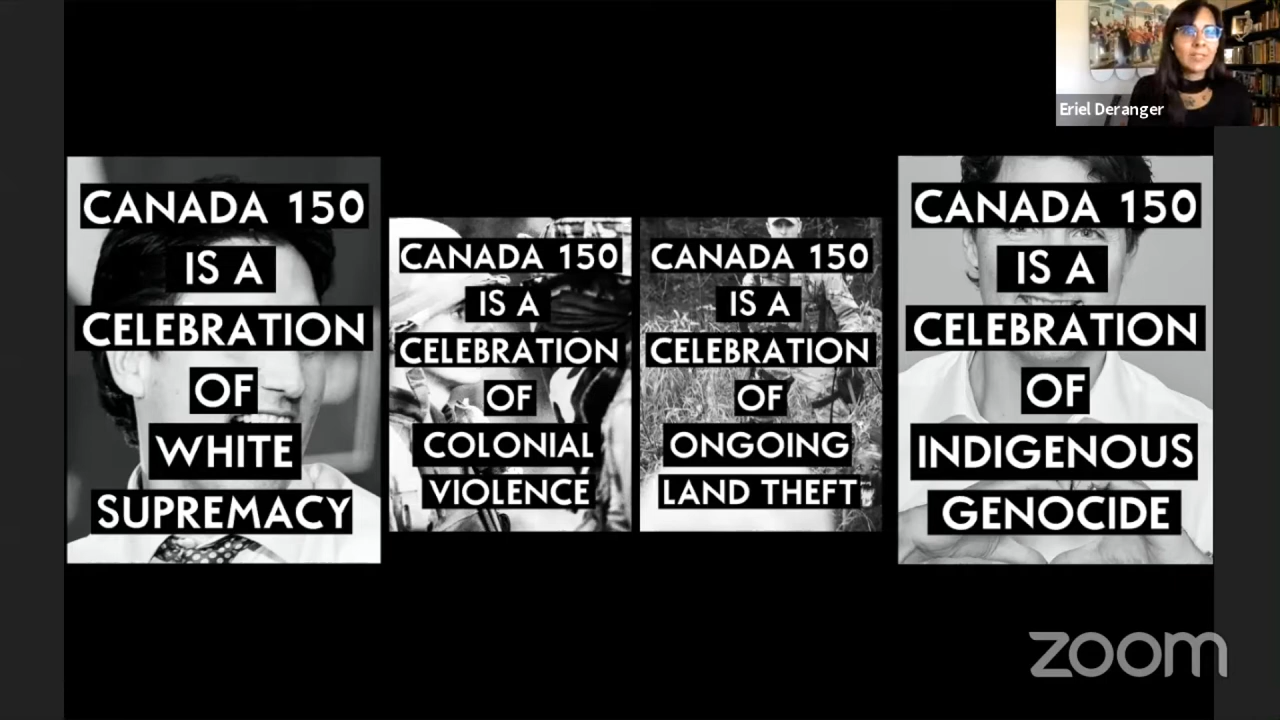 Eriel Deranger
CANADA 150
IS A
CELEBRATION
OF
WHITE
SUPREMACY
CANADA 150
IS A
CELEBRATION
OF
COLONIAL
VIOLENCE
CANADA 150
IS A
CELEBRATION
OF
ONGOING
LAND THEFT
CANADA 150
IS A
CELEBRATION
OF
INDIGENOUS
GENOCIDE
zoom